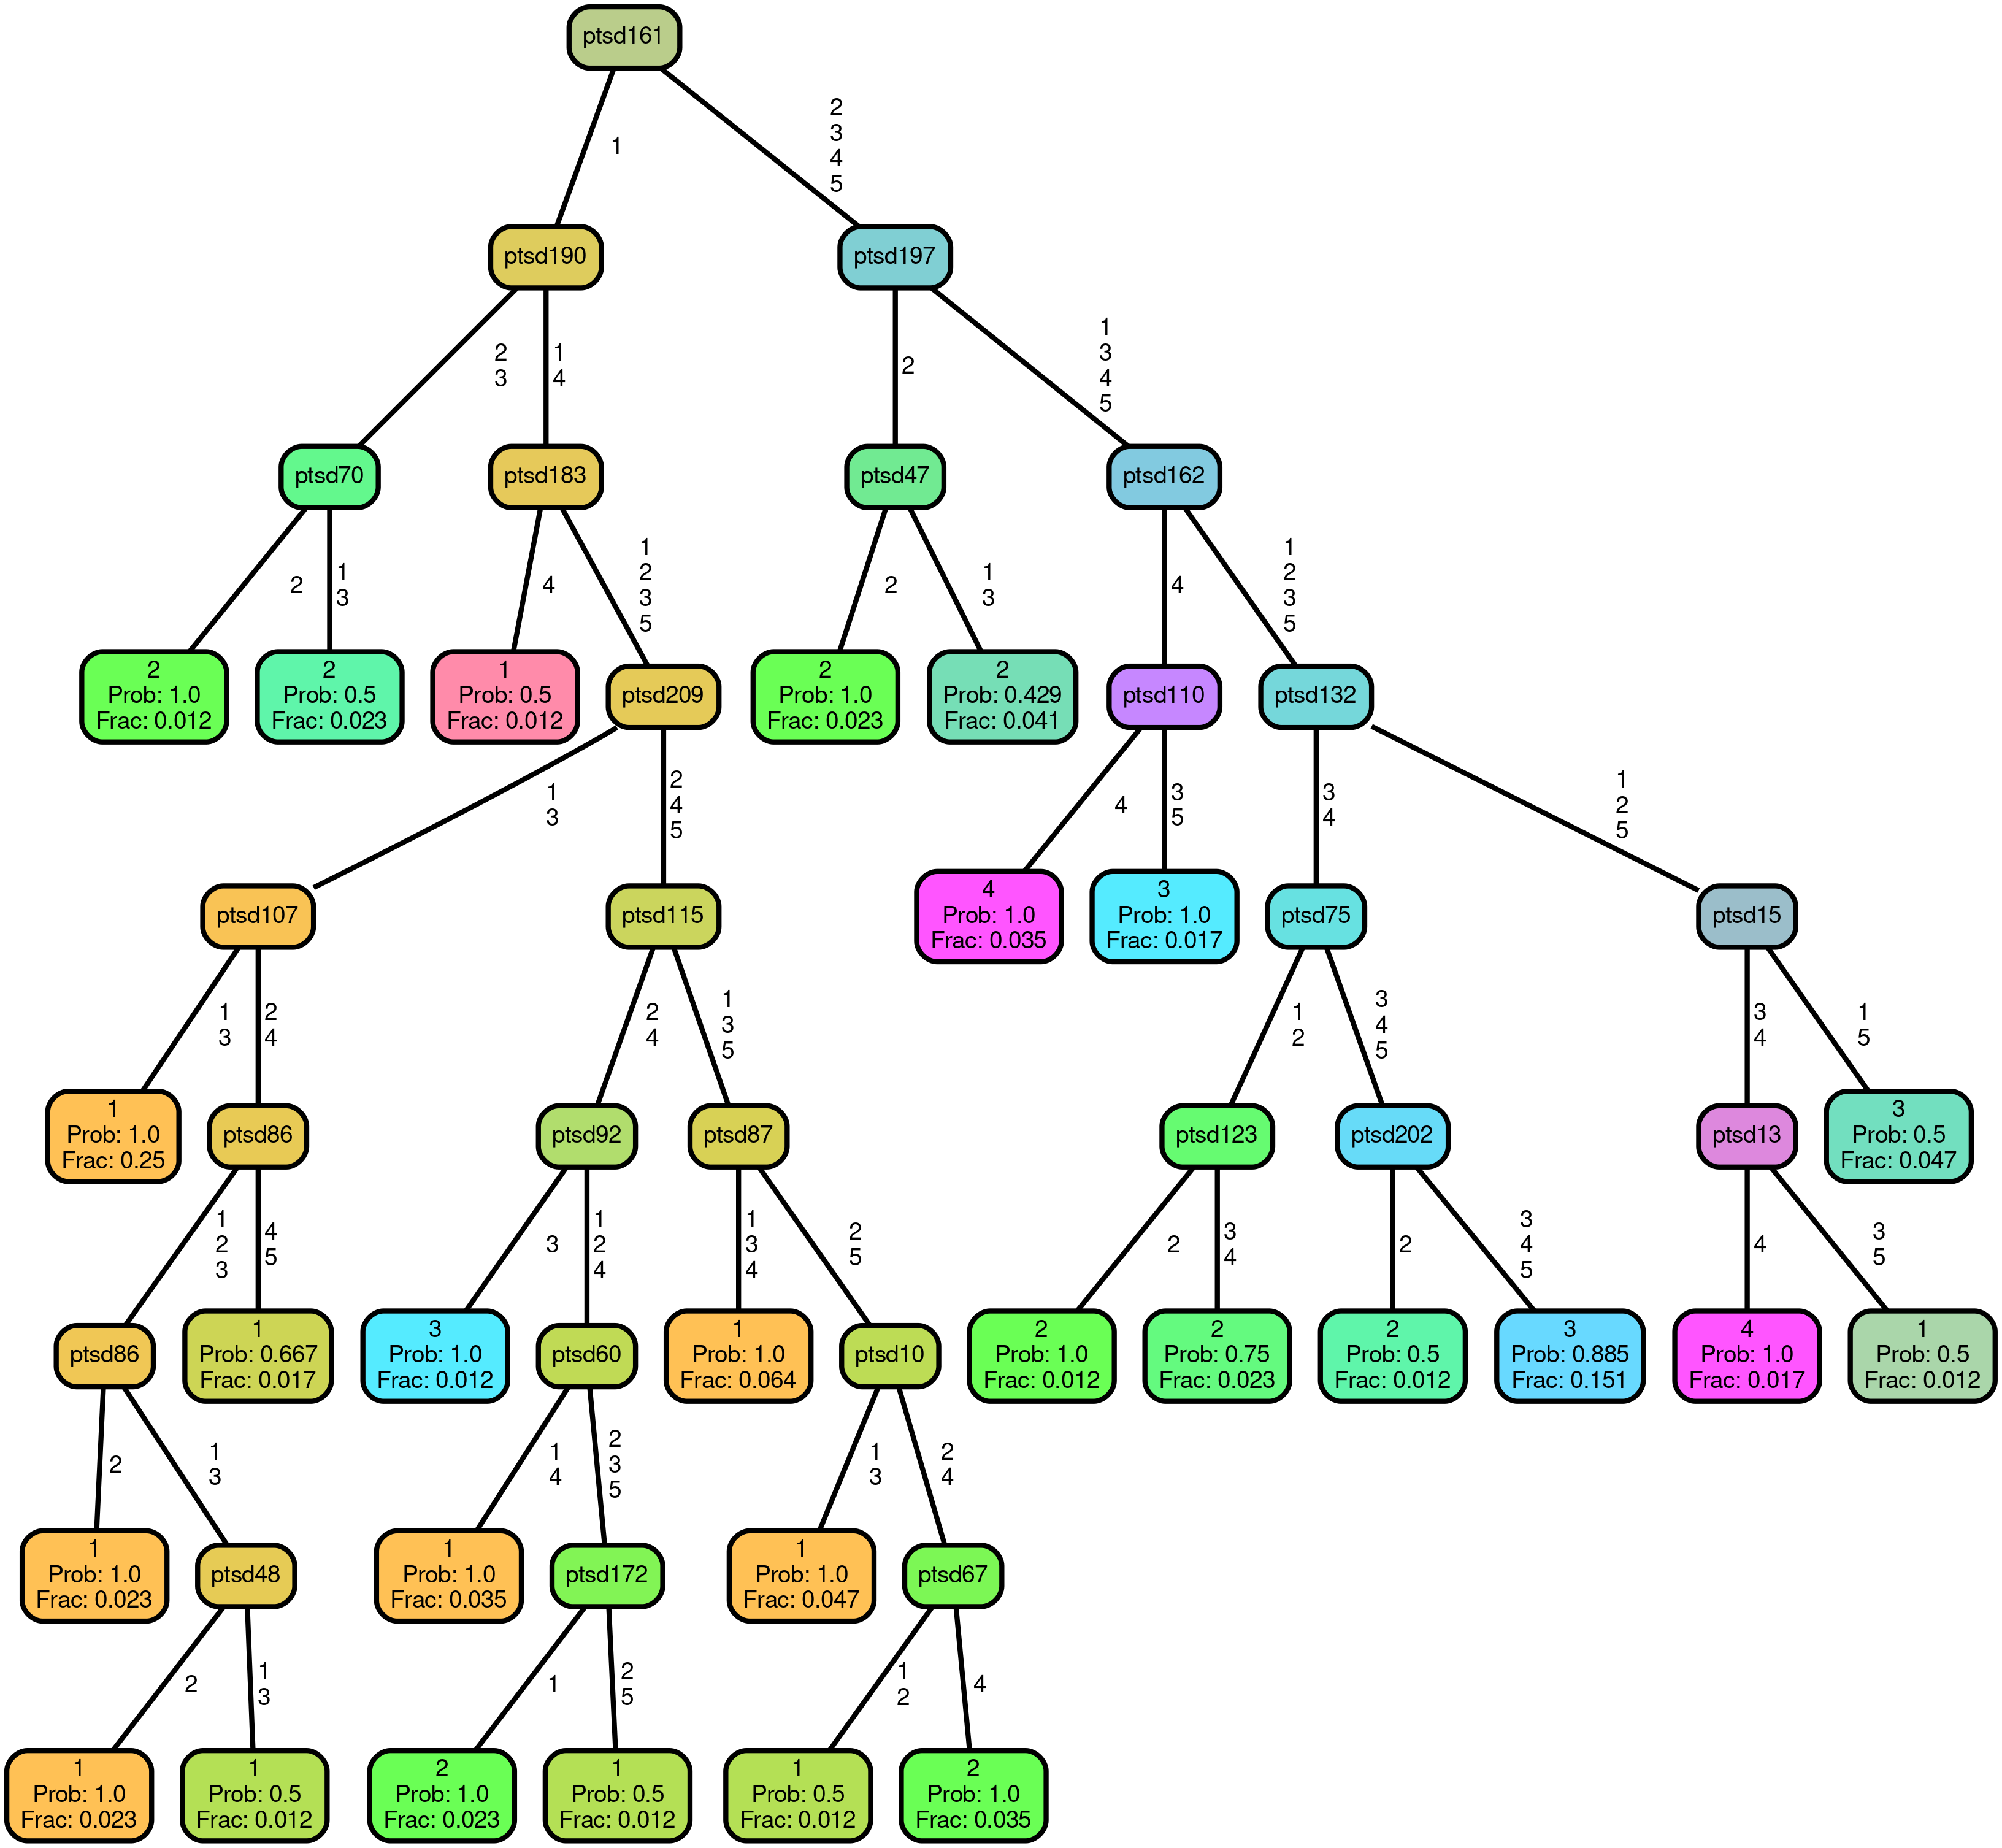 ptsd161
1
2
3
4
5
ptsd190
ptsd197
2
3
1
4
2
1
3
4
5
ptsd70
ptsd183
ptsd47
ptsd162
2
1
3
4
1
2
3
5
2
1
3
4
1
2
3
5
2
Prob: 1.0
Frac: 0.012
2
Prob: 0.5
Frac: 0.023
1
Prob: 0.5
Frac: 0.012
ptsd209
2
Prob: 1.0
Frac: 0.023
2
Prob: 0.429
Frac: 0.041
ptsd110
ptsd132
1
3
2
4
5
4
3
5
3
4
1
2
5
ptsd107
ptsd115
4
Prob: 1.0
Frac: 0.035
3
Prob: 1.0
Frac: 0.017
ptsd75
ptsd15
1
3
2
4
2
4
1
3
5
1
2
3
4
5
3
4
1
5
1
Prob: 1.0
Frac: 0.25
ptsd86
ptsd92
ptsd87
ptsd123
ptsd202
ptsd13
3
Prob: 0.5
Frac: 0.047
1
2
3
4
5
3
1
2
4
1
3
4
2
5
2
3
4
2
3
4
5
4
3
5
ptsd86
1
Prob: 0.667
Frac: 0.017
3
Prob: 1.0
Frac: 0.012
ptsd60
1
Prob: 1.0
Frac: 0.064
ptsd10
2
Prob: 1.0
Frac: 0.012
2
Prob: 0.75
Frac: 0.023
2
Prob: 0.5
Frac: 0.012
3
Prob: 0.885
Frac: 0.151
4
Prob: 1.0
Frac: 0.017
1
Prob: 0.5
Frac: 0.012
2
1
3
1
4
2
3
5
1
3
2
4
1
Prob: 1.0
Frac: 0.023
ptsd48
1
Prob: 1.0
Frac: 0.035
ptsd172
1
Prob: 1.0
Frac: 0.047
ptsd67
2
1
3
1
2
5
1
2
4
1
Prob: 1.0
Frac: 0.023
1
Prob: 0.5
Frac: 0.012
2
Prob: 1.0
Frac: 0.023
1
Prob: 0.5
Frac: 0.012
1
Prob: 0.5
Frac: 0.012
2
Prob: 1.0
Frac: 0.035